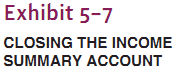 Exhibit 5–7
CLOSING THE INCOME
SUMMARY ACCOUNT